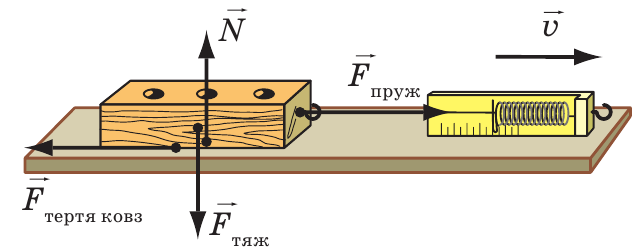 N
v
F пруж
F тертя ковз
F тяж